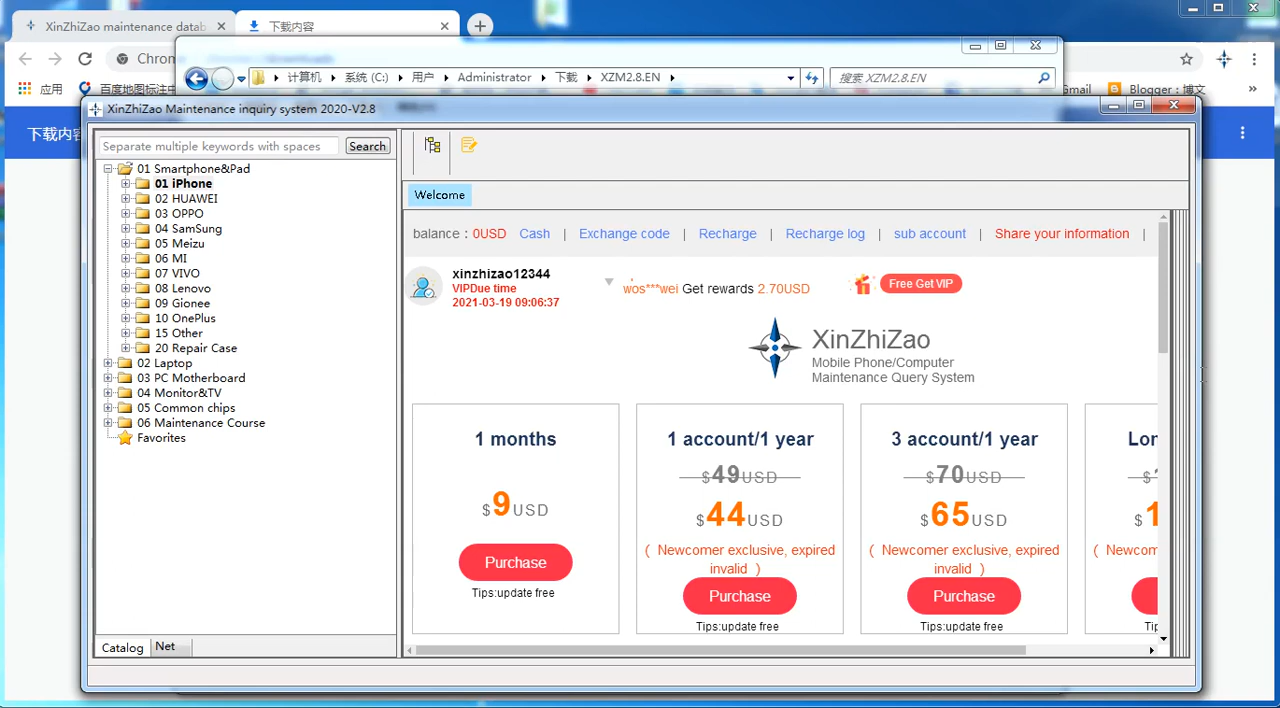 XinZhiZao maintenance datab
下载内容
Chrom
应用
百度地图标注中
Gmail
Blogger : 博文
»
计算机
系统 (C:)
用户
Administrator
下载
XZM2.8.EN
搜索 XZM2.8.EN
下载内容
XinZhiZao Maintenance inquiry system 2020-V2.8
Separate multiple keywords with spaces
Search
01 Smartphone&Pad
01 iPhone
02 HUAWEI
03 OPPO
04 SamSung
05 Meizu
06 MI
07 VIVO
08 Lenovo
09 Gionee
10 OnePlus
15 Other
20 Repair Case
02 Laptop
03 PC Motherboard
04 Monitor&TV
05 Common chips
06 Maintenance Course
Favorites
Catalog
Net
Welcome
balance：0USD Cash | Exchange code | Recharge | Recharge log | sub account | Share your information |
xinzhizao12344
VIPDue time
2021-03-19 09:06:37
wos***wei Get rewards 2.70USD
Free Get VIP
XinZhiZao
Mobile Phone/Computer
Maintenance Query System
1 months
$9USD
Purchase
Tips:update free
1 account/1 year
$49USD
$44USD
( Newcomer exclusive, expired
invalid )
Purchase
Tips:update free
3 account/1 year
$70USD
$65USD
( Newcomer exclusive, expired
invalid )
Purchase
Tips:update free
Lon
$1
( Newcom